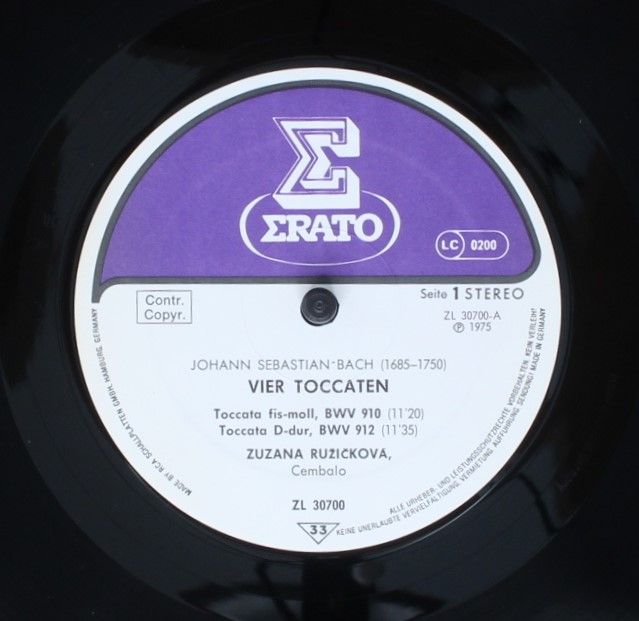 ΣRATO
LC 0200
Contr.
Copyr.
Seite 1 STEREO
ZL 30700-A
℗ 1975
JOHANN SEBASTIAN BACH (1685–1750)
VIER TOCCATEN
Toccata fis-moll, BWV 910 (11'20)
Toccata D-dur, BWV 912 (11'35)
ZUZANA RUŽIČKOVA,
Cembalo
ZL 30700
33
MADE BY RCA SCHALLPLATTEN GMBH, HAMBURG, GERMANY
ALLE URHEBER- UND LEISTUNGSSCHUTZRECHTE VORBEHALTEN. KEIN VERLEIH!
KEINE UNERLAUBTE VERVIELFÄLTIGUNG, VERMIETUNG, AUFFÜHRUNG, SENDUNG! MADE IN GERMANY